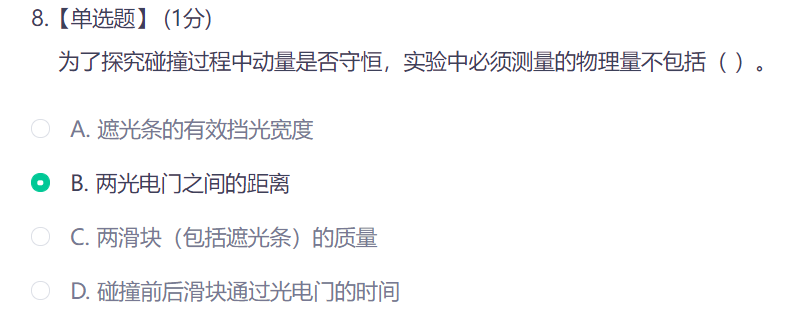 8.【单选题】 (1分)
为了探究碰撞过程中动量是否守恒，实验中必须测量的物理量不包括（ ）。
A. 遮光条的有效挡光宽度
B. 两光电门之间的距离
C. 两滑块（包括遮光条）的质量
D. 碰撞前后滑块通过光电门的时间